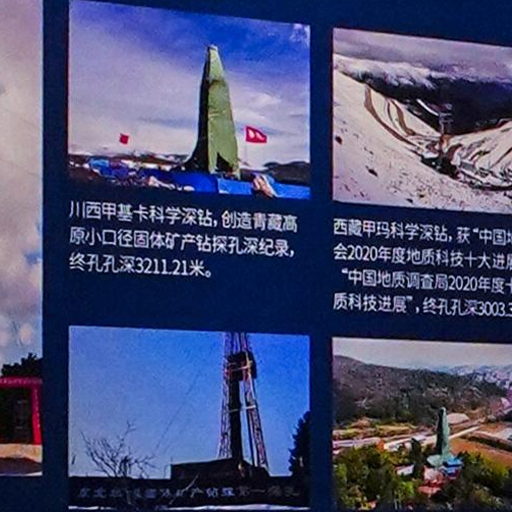 川西甲基卡科学深钻，创造青藏高
原小口径固体矿产钻探孔深纪录，
终孔孔深3211.21米。
西藏甲玛科学深钻，获“中国地
会2020年度地质科技十大进展
“中国地质调查局2020年度十
质科技进展”，终孔孔深3003.3